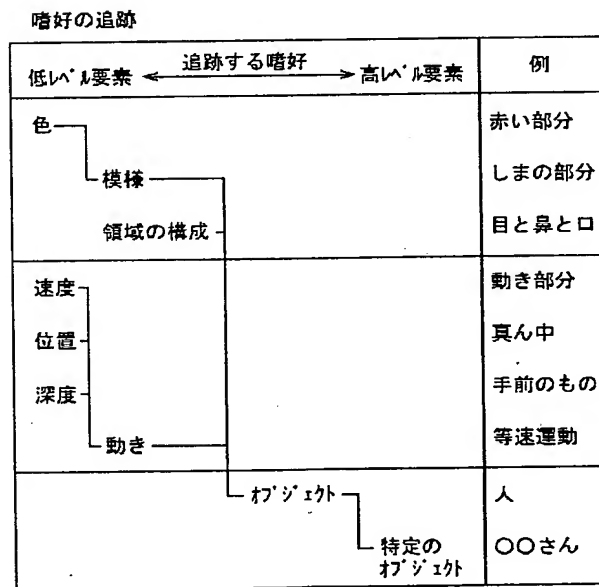 嗜好の追跡
追跡する嗜好
低レベル要素 高レベル要素 例
色 赤い部分
模様 しまの部分
領域の構成 目と鼻と口
速度 動き部分
位置 真ん中
深度 手前のもの
動き 等速運動
オブジェクト 人
特定の 〇〇さん
オブジェクト